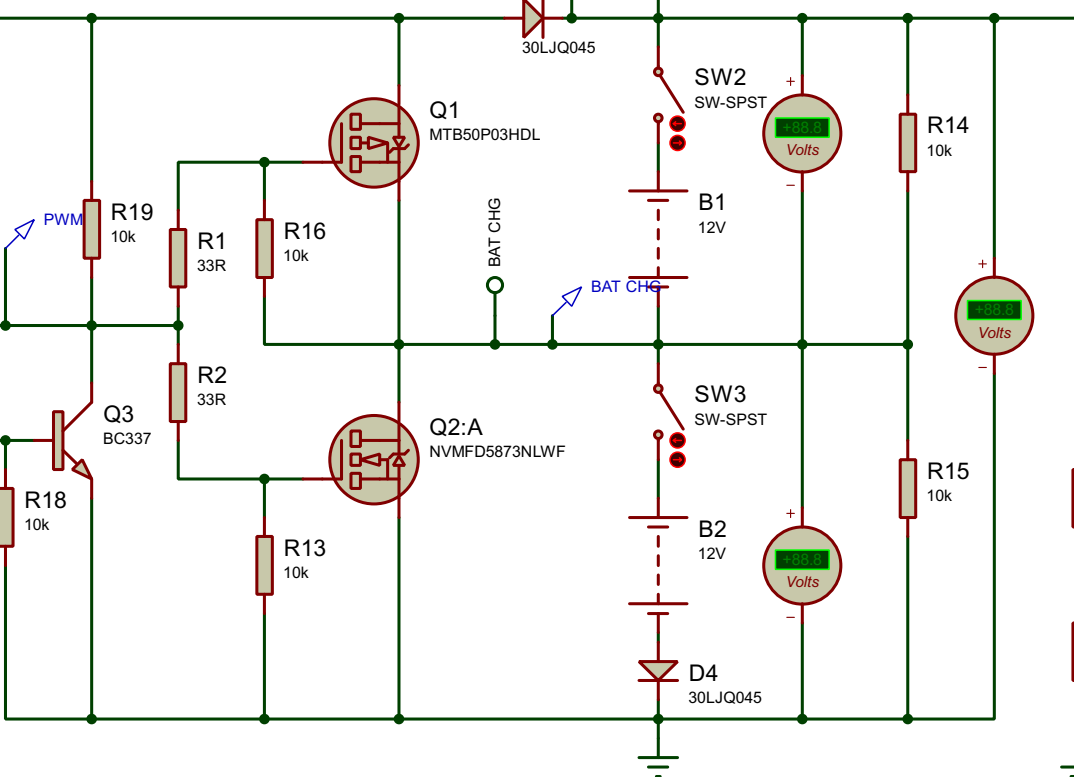 30LJQ045
SW2
SW-SPST
+
+88.8
Volts
−
R14
10k
Q1
MTB50P03HDL
PWM
R19
10k
R1
33R
R16
10k
BAT CHG
B1
12V
BAT CHG
+
+88.8
Volts
−
R2
33R
Q3
BC337
Q2:A
NVMFD5873NLWF
SW3
SW-SPST
R18
10k
R13
10k
B2
12V
+
+88.8
Volts
−
R15
10k
D4
30LJQ045